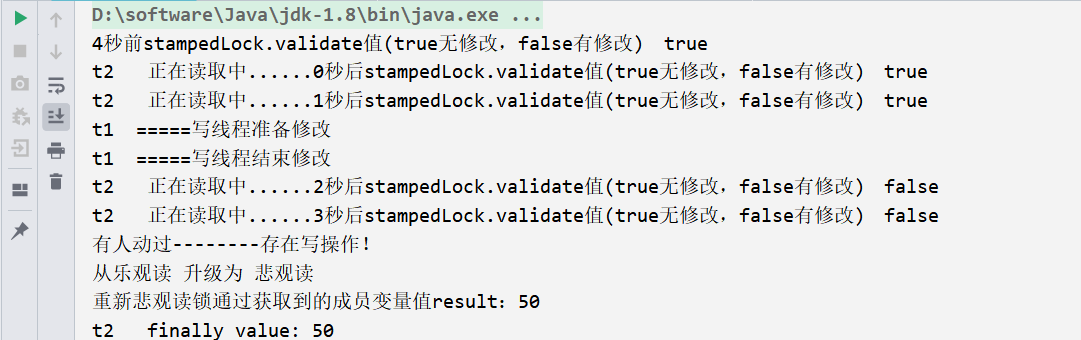 D:\software\Java\jdk-1.8\bin\java.exe ...
4秒前stampedLock.validate值(true无修改，false有修改)  true
t2   正在读取中......0秒后stampedLock.validate值(true无修改，false有修改)  true
t2   正在读取中......1秒后stampedLock.validate值(true无修改，false有修改)  true
t1  =====写线程准备修改
t1  =====写线程结束修改
t2   正在读取中......2秒后stampedLock.validate值(true无修改，false有修改)  false
t2   正在读取中......3秒后stampedLock.validate值(true无修改，false有修改)  false
有人动过--------存在写操作！
从乐观读 升级为 悲观读
重新悲观读锁通过获取到的成员变量值result：50
t2   finally value: 50